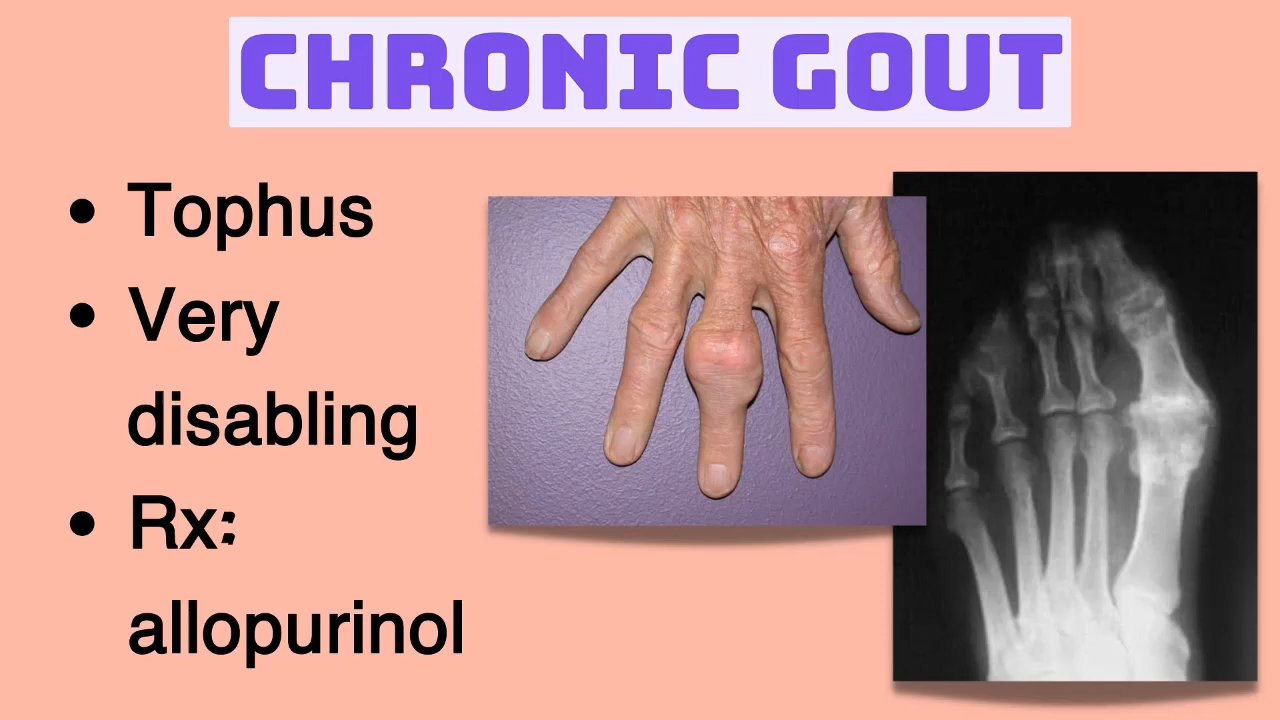 CHRONIC GOUT
• Tophus
• Very
disabling
• Rx:
allopurinol